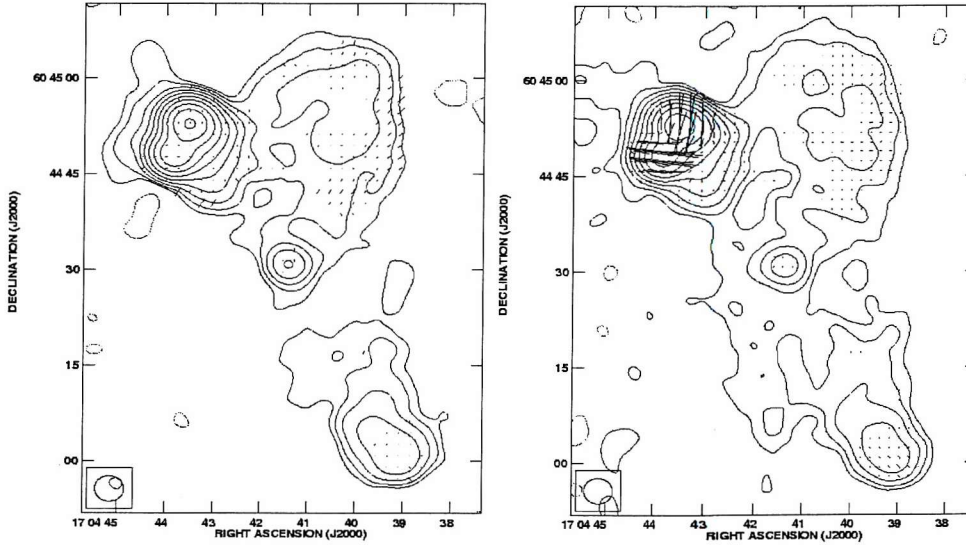 60 45 00
44 45
30
15
00
DECLINATION (J2000)
17 04 45 44 43 42 41 40 39 38
RIGHT ASCENSION (J2000)
60 45 00
44 45
30
15
00
DECLINATION (J2000)
17 04 45 44 43 42 41 40 39 38
RIGHT ASCENSION (J2000)